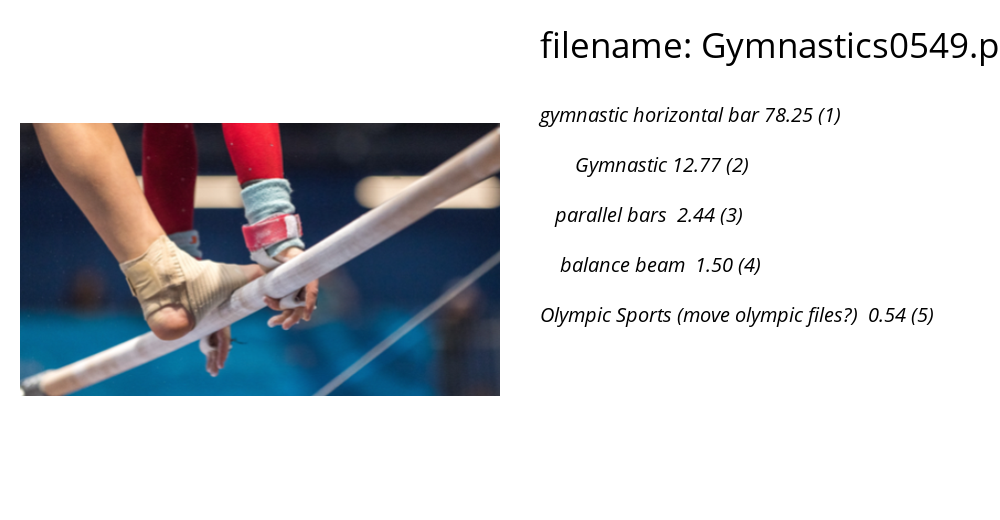 filename: Gymnastics0549.p
gymnastic horizontal bar 78.25 (1)
Gymnastic 12.77 (2)
parallel bars  2.44 (3)
balance beam  1.50 (4)
Olympic Sports (move olympic files?)  0.54 (5)